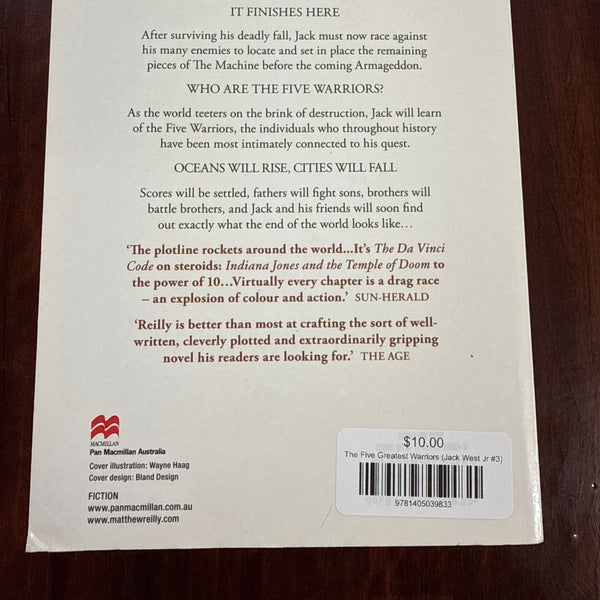 IT FINISHES HERE
After surviving his deadly fall, Jack must now race against
his many enemies to locate and set in place the remaining
pieces of The Machine before the coming Armageddon.
WHO ARE THE FIVE WARRIORS?
As the world teeters on the brink of destruction, Jack will learn
of the Five Warriors, the individuals who throughout history
have been most intimately connected to his quest.
OCEANS WILL RISE, CITIES WILL FALL
Scores will be settled, fathers will fight sons, brothers will
battle brothers, and Jack and his friends will soon find
out exactly what the end of the world looks like…
‘The plotline rockets around the world...It’s The Da Vinci
Code on steroids: Indiana Jones and the Temple of Doom to
the power of 10…Virtually every chapter is a drag race
– an explosion of colour and action.’ SUN-HERALD
‘Reilly is better than most at crafting the sort of well-
written, cleverly plotted and extraordinarily gripping
novel his readers are looking for.’ THE AGE
MACMILLAN
Pan Macmillan Australia
Cover illustration: Wayne Haag
Cover design: Bland Design
FICTION
www.panmacmillan.com.au
www.matthewreilly.com
$10.00
The Five Greatest Warriors (Jack West Jr #3)
9781405039833